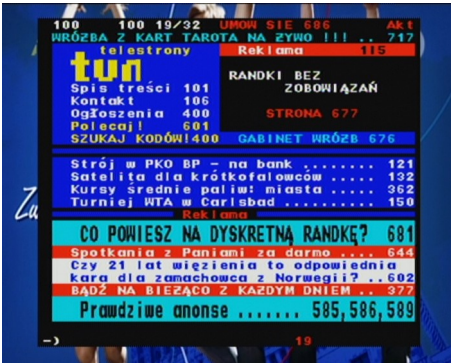 100 100 19/32 UMOW SIE 686 Akt
WRÓŻBA Z KART TAROTA NA ŻYWO !!! .. 717
telestrony
Reklama 115
tvn
RANDKI BEZ
ZOBOWIĄZAŃ
Spis treści 101
Kontakt 106
Ogłoszenia 400
STRONA 677
Polecaj! 601
SZUKAJ KODÓW!400 GABINET WRÓŻB 676
Strój w PKO BP - na bank ........ 121
Satelita dla krótkofalowców ..... 132
Kursy średnie paliw: miasta ..... 362
Turniej WTA w Carlsbad .......... 150
Reklama
CO POWIESZ NA DYSKRETNĄ RANDKĘ? 681
Spotkania z Paniami za darmo .... 644
Czy 21 lat więzienia to odpowiednia
kara dla zamachowca z Norwegii? ..602
BĄDŹ NA BIEŻĄCO Z KAŻDYM DNIEM .. 377
Prawdziwe anonse ....... 585,586,589
—) 19